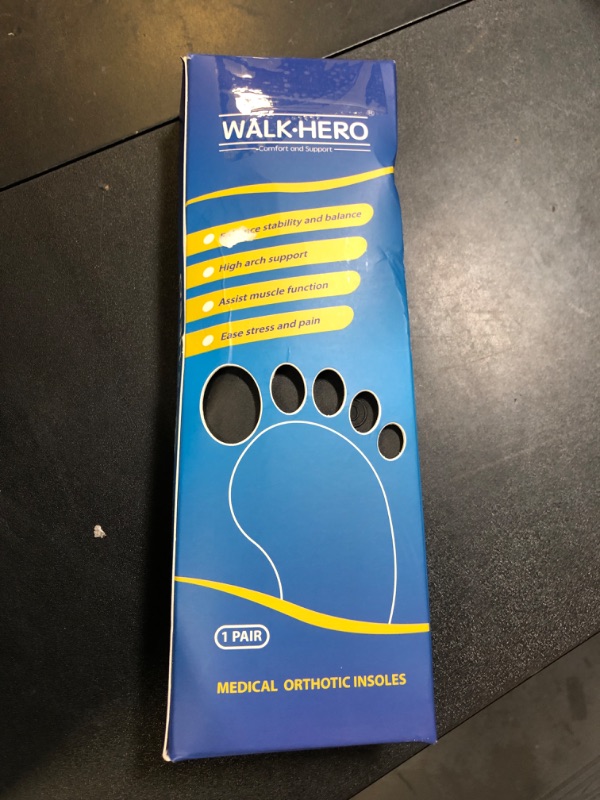 WALK·HERO®
Comfort and Support
stability and balance
High arch support
Assist muscle function
Ease stress and pain
1 PAIR
MEDICAL ORTHOTIC INSOLES